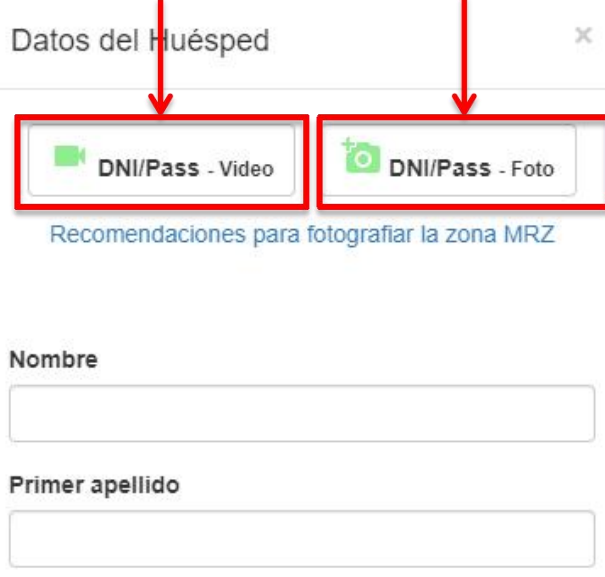 Datos del Huésped ×
DNI/Pass - Video
DNI/Pass - Foto
Recomendaciones para fotografiar la zona MRZ
Nombre
Primer apellido